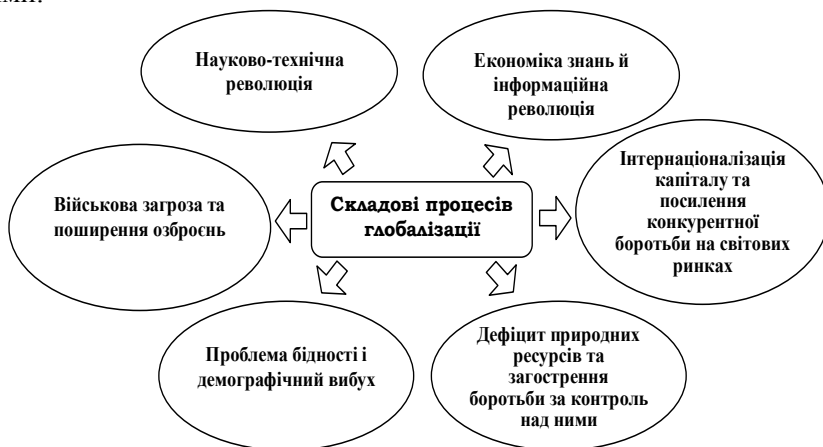 Науково-технічна
революція
Економіка знань й
інформаційна
революція
Військова загроза та
поширення озброєнь
Складові процесів
глобалізації
Інтернаціоналізація
капіталу та
посилення
конкурентної
боротьби на світових
ринках
Проблема бідності і
демографічний вибух
Дефіцит природних
ресурсів та
загострення
боротьби за контроль
над ними